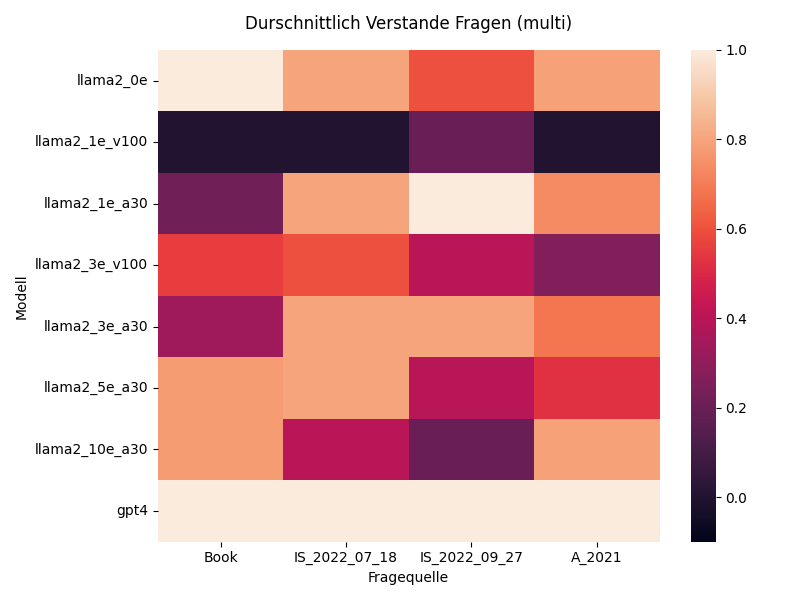 Durschnittlich Verstande Fragen (multi)
llama2_0e
llama2_1e_v100
llama2_1e_a30
llama2_3e_v100
llama2_3e_a30
llama2_5e_a30
llama2_10e_a30
gpt4
Modell
Book IS_2022_07_18 IS_2022_09_27 A_2021
Fragequelle
1.0
0.8
0.6
0.4
0.2
0.0